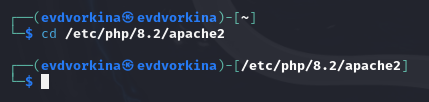 ┌──(evdvorkina㉿evdvorkina)-[~]
└─$ cd /etc/php/8.2/apache2
┌──(evdvorkina㉿evdvorkina)-[/etc/php/8.2/apache2]
└─$